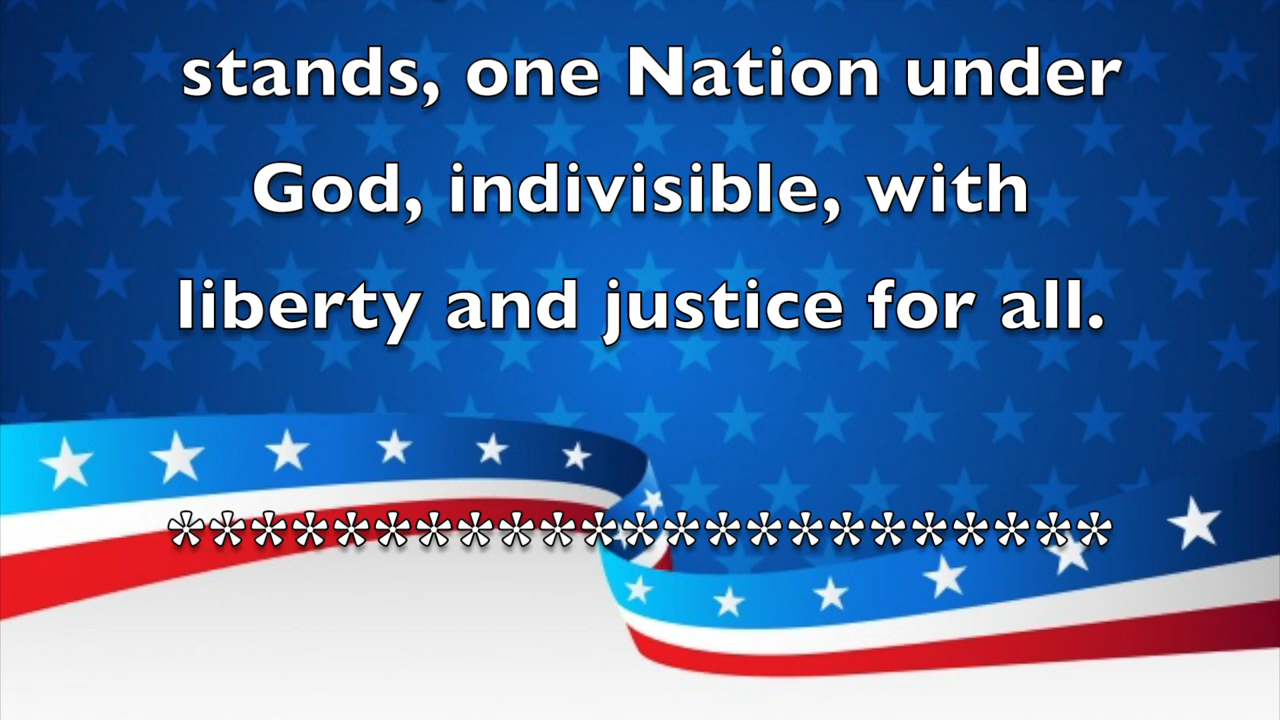 stands, one Nation under
God, indivisible, with
liberty and justice for all.
***********************